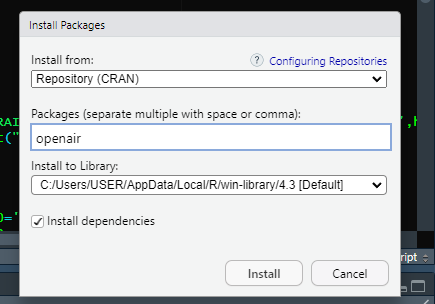 Install Packages
Install from:
? Configuring Repositories
Repository (CRAN)
Packages (separate multiple with space or comma):
openair
Install to Library:
C:/Users/USER/AppData/Local/R/win-library/4.3 [Default]
Install dependencies
Install
Cancel
RAI
t("
",h
0='
ript